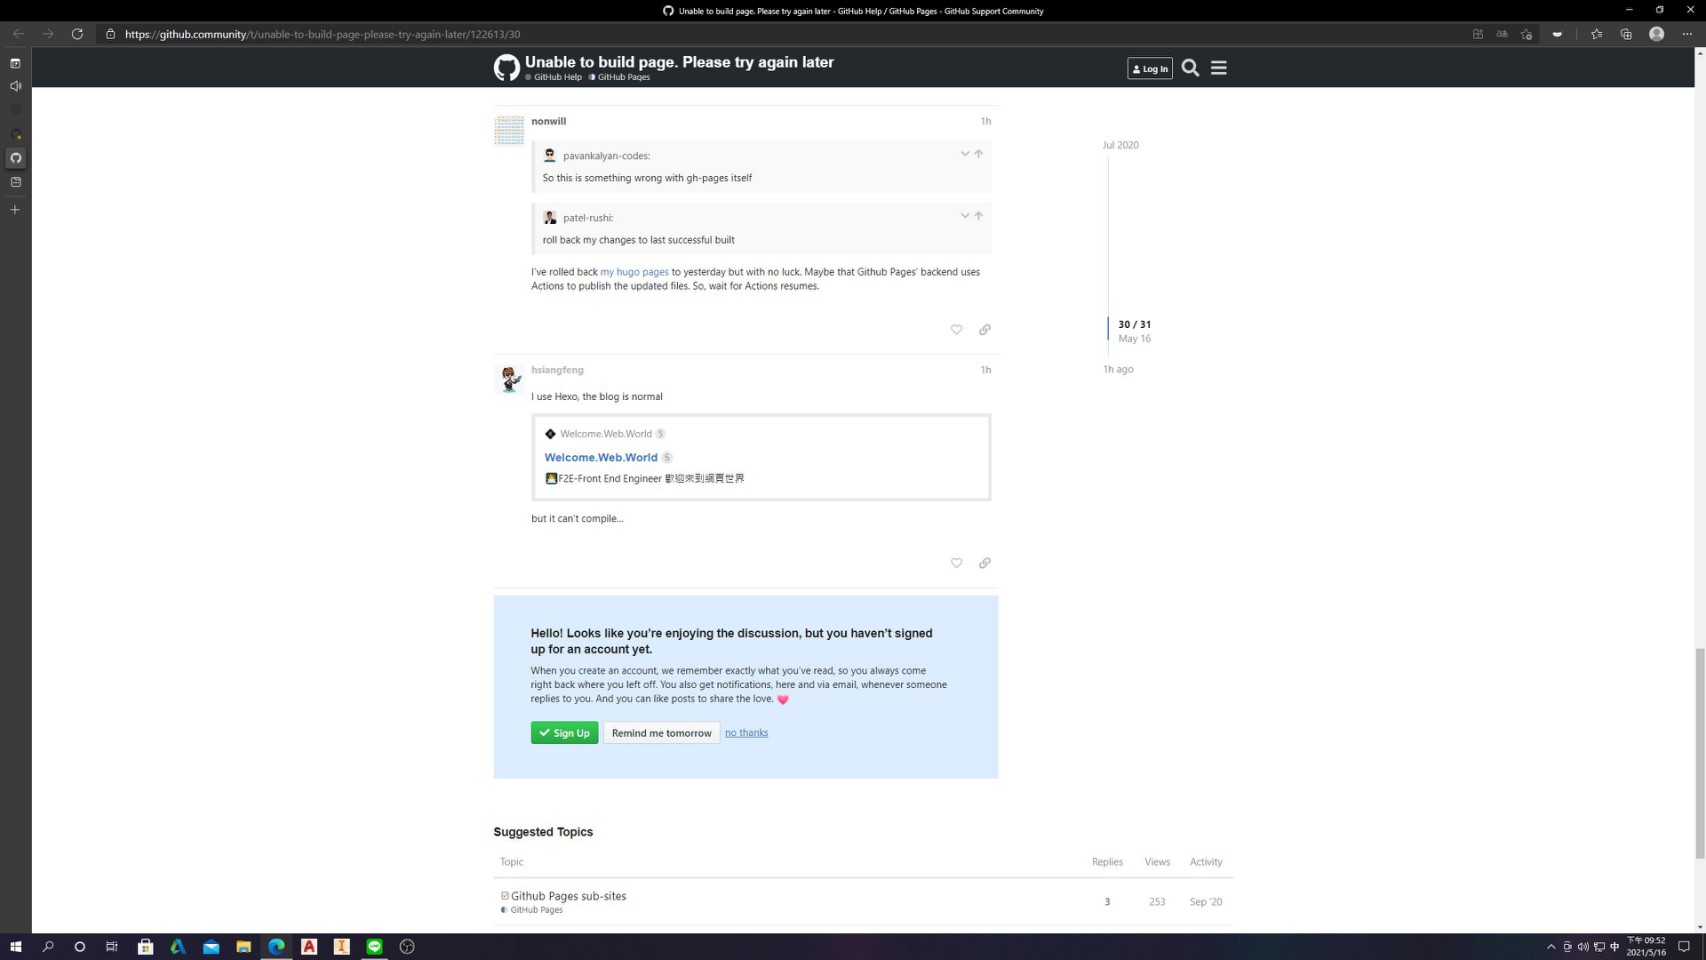 Unable to build page. Please try again later - GitHub Help / GitHub Pages - GitHub Support Community
https://github.community/t/unable-to-build-page-please-try-again-later/122613/30
Unable to build page. Please try again later
GitHub Help GitHub Pages
Log In
nonwill 1h
pavankalyan-codes:
So this is something wrong with gh-pages itself
patel-rushi:
roll back my changes to last successful built
I've rolled back my hugo pages to yesterday but with no luck. Maybe that Github Pages' backend uses
Actions to publish the updated files. So, wait for Actions resumes.
Jul 2020
30 / 31
May 16
1h ago
hsiangfeng 1h
I use Hexo, the blog is normal
Welcome.Web.World 5
Welcome.Web.World 5
F2E-Front End Engineer 歡迎來到網頁世界
but it can't compile...
Hello! Looks like you're enjoying the discussion, but you haven't signed
up for an account yet.
When you create an account, we remember exactly what you've read, so you always come
right back where you left off. You also get notifications, here and via email, whenever someone
replies to you. And you can like posts to share the love.
Sign Up Remind me tomorrow no thanks
Suggested Topics
Topic Replies Views Activity
Github Pages sub-sites 3 253 Sep '20
GitHub Pages
中
下午 09:52
2021/5/16